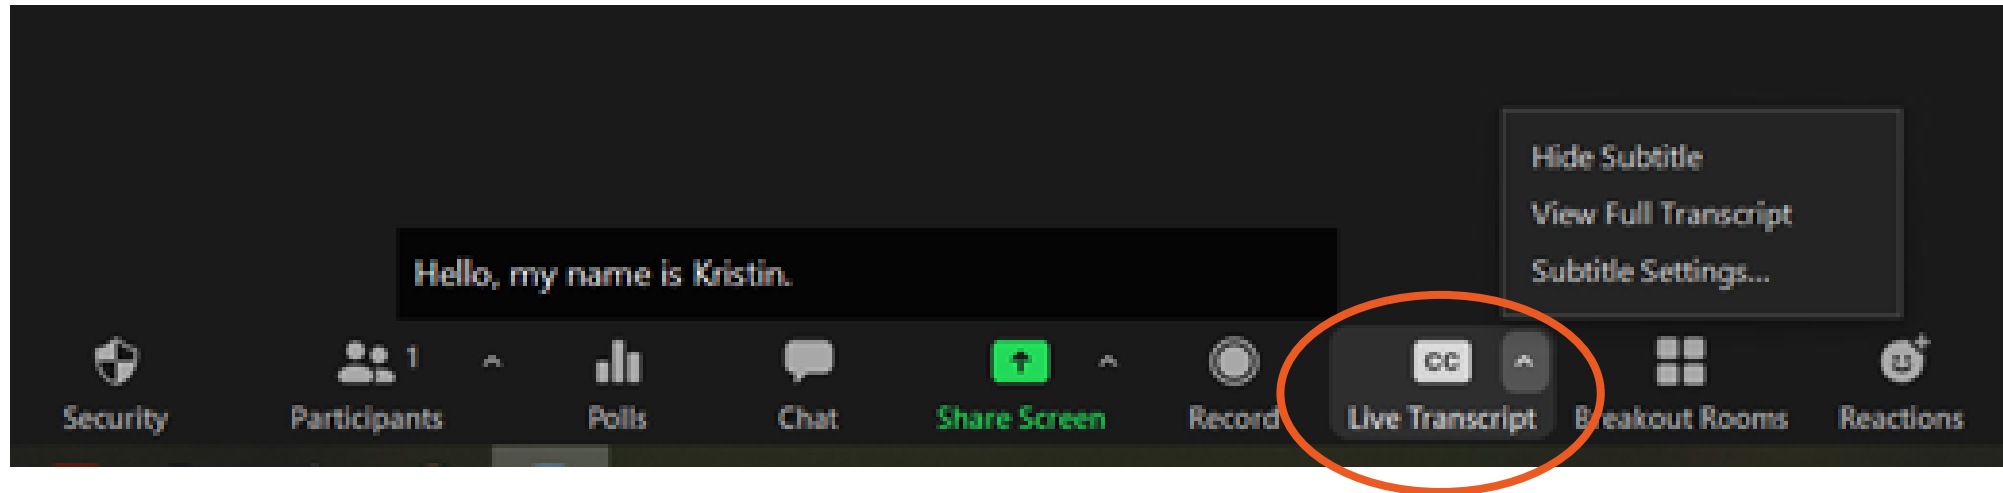 Hide Subtitle
View Full Transcript
Subtitle Settings...
Hello, my name is Kristin.
1
CC
Security
Participants
Polls
Chat
Share Screen
Record
Live Transcript
Breakout Rooms
Reactions